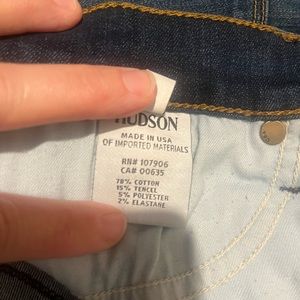 HUDSON
MADE IN USA
OF IMPORTED MATERIALS
RN# 107906
CA# 00635
78% COTTON
15% TENCEL
5% POLYESTER
2% ELASTANE